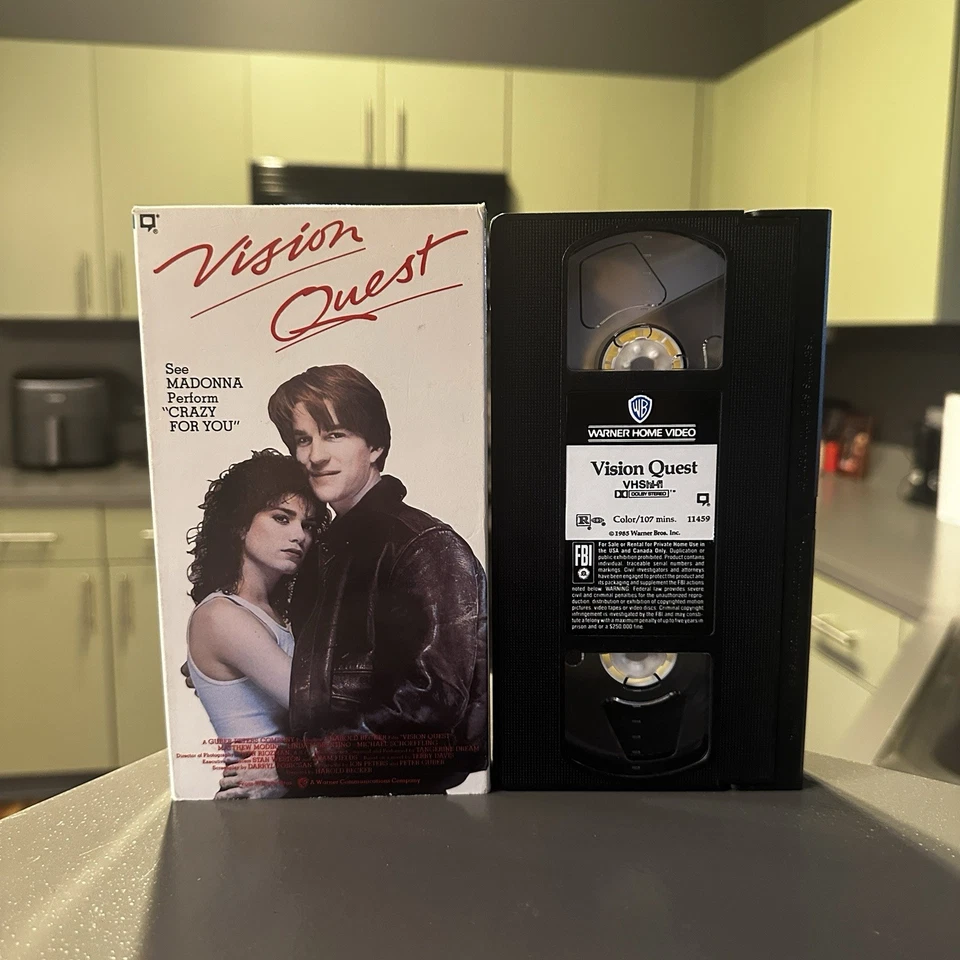 Vision
Quest
See
MADONNA
Perform
"CRAZY
FOR YOU"
HAROLD BECKER
A Warner Communications Company
WB
WARNER HOME VIDEO
Vision Quest
VHS hi-fi
DOLBY STEREO ™
R Color/107 mins. 11459
©1985 Warner Bros. Inc.
FBI
For Sale or Rental for Private Home Use in
the USA and Canada Only. Duplication or
public exhibition prohibited. Product contains
individual, traceable serial numbers and
markings. Civil investigators and attorneys
have been engaged to protect the product and
its packaging and supplement the FBI actions
noted below. WARNING: Federal law provides severe
civil and criminal penalties for the unauthorized repro-
duction, distribution or exhibition of copyrighted motion
pictures, video tapes or video discs. Criminal copyright
infringement is investigated by the FBI and may consti-
tute a felony with a maximum penalty of up to five years in
prison and or a $250,000 fine.